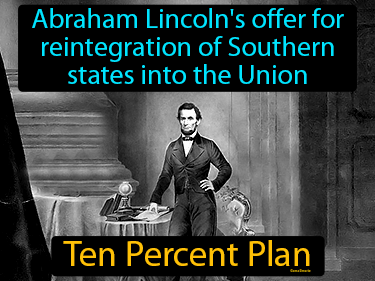 Abraham Lincoln's offer for
reintegration of Southern
states into the Union
Ten Percent Plan